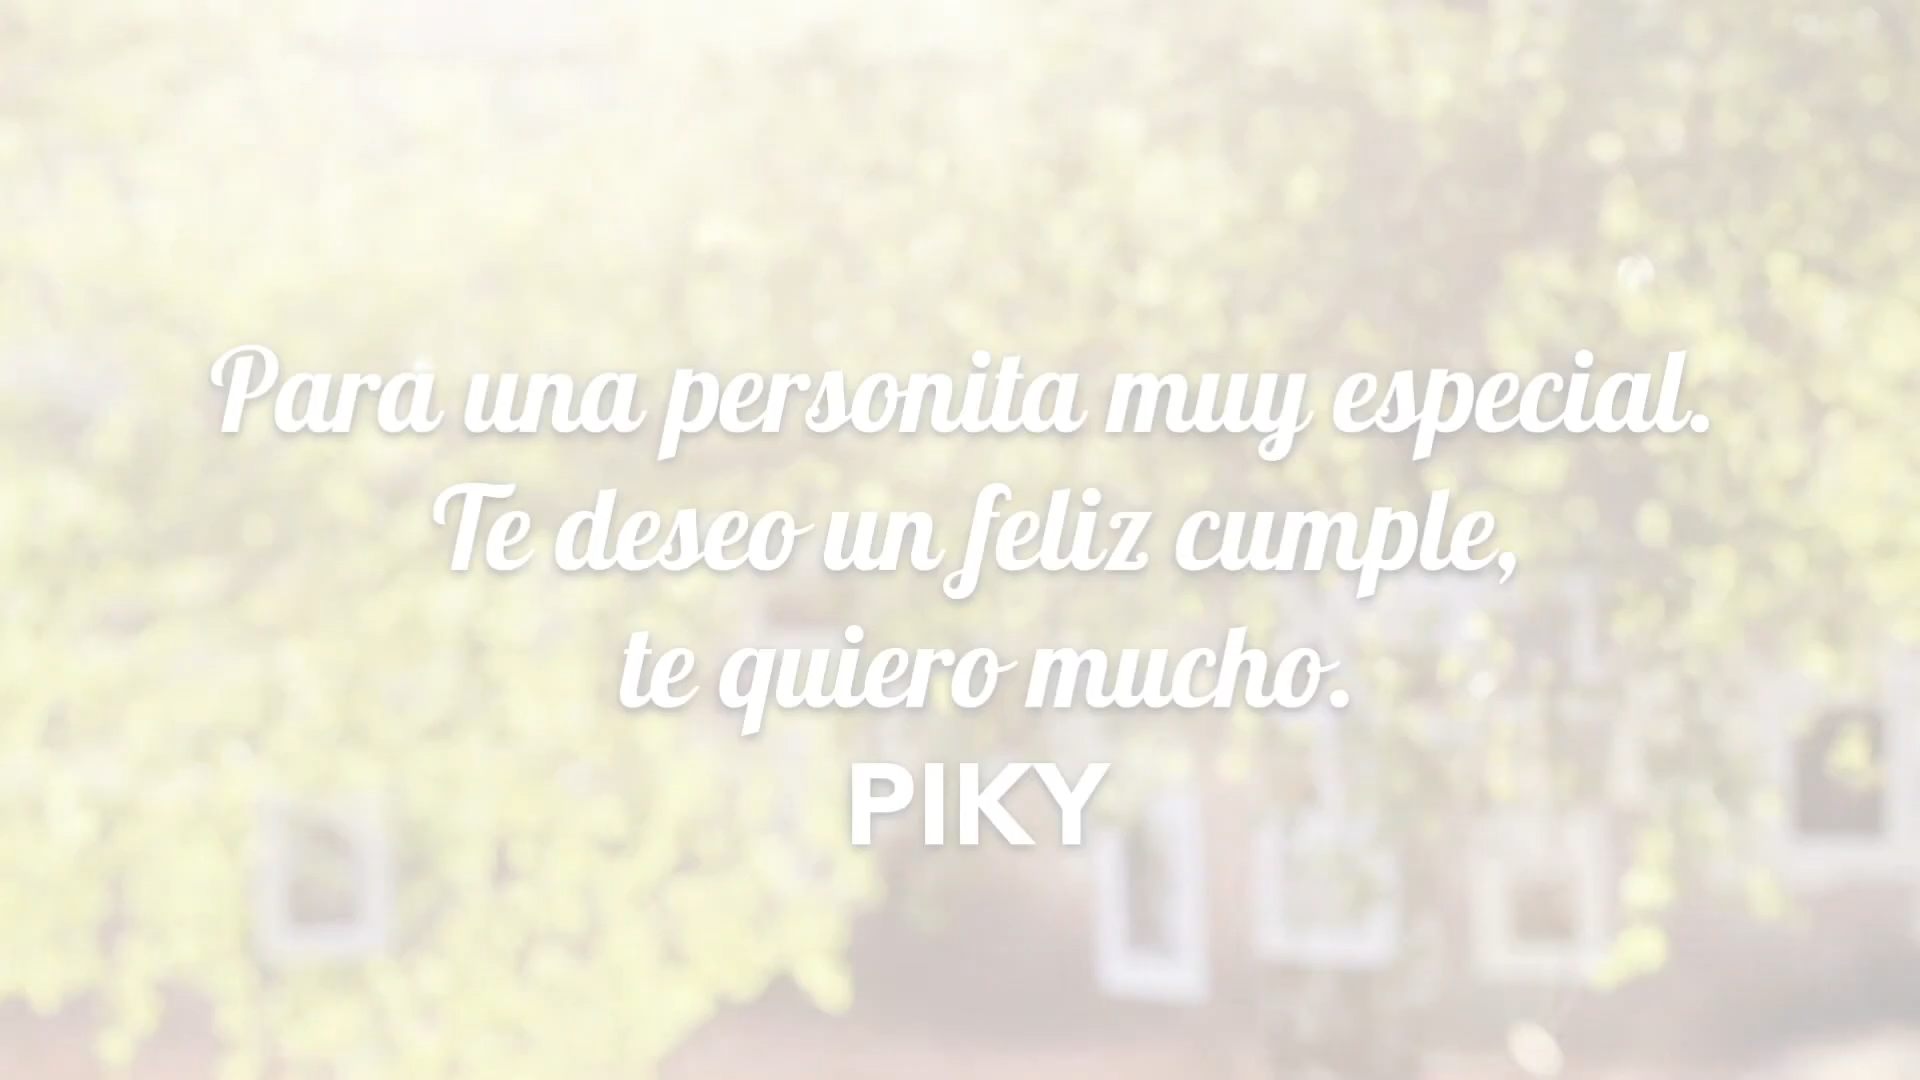 Para una personita muy especial.
Te deseo un feliz cumple,
te quiero mucho.
PIKY